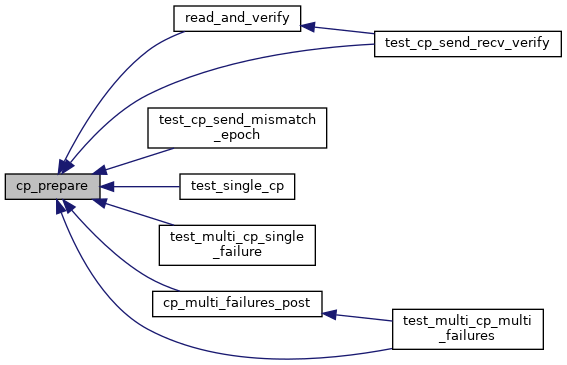 read_and_verify
test_cp_send_recv_verify
test_cp_send_mismatch
_epoch
cp_prepare
test_single_cp
test_multi_cp_single
_failure
cp_multi_failures_post
test_multi_cp_multi
_failures